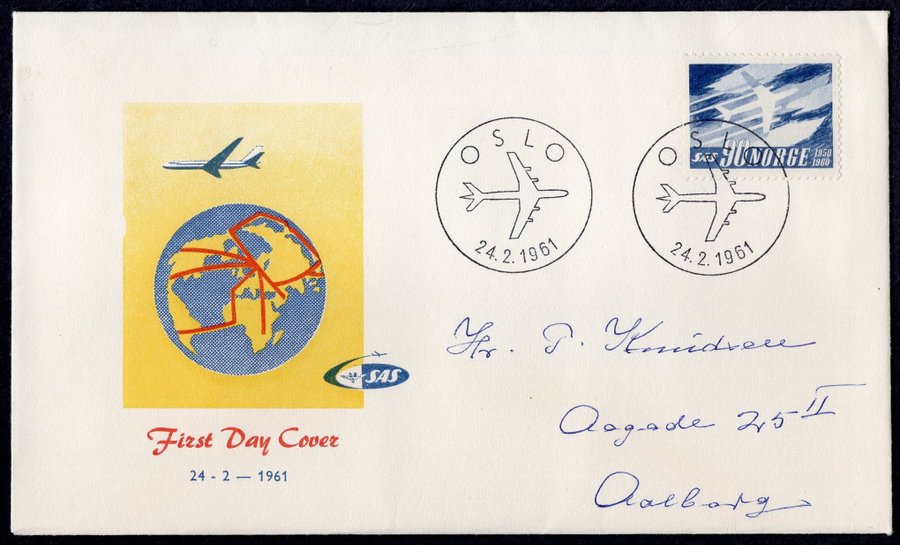 SAS 90 NORGE 1950
1960
OSLO
24.2.1961
OSLO
24.2.1961
SAS
First Day Cover
24 - 2 — 1961
Hr. P. Knudsen
Aagade 25 II
Aalborg